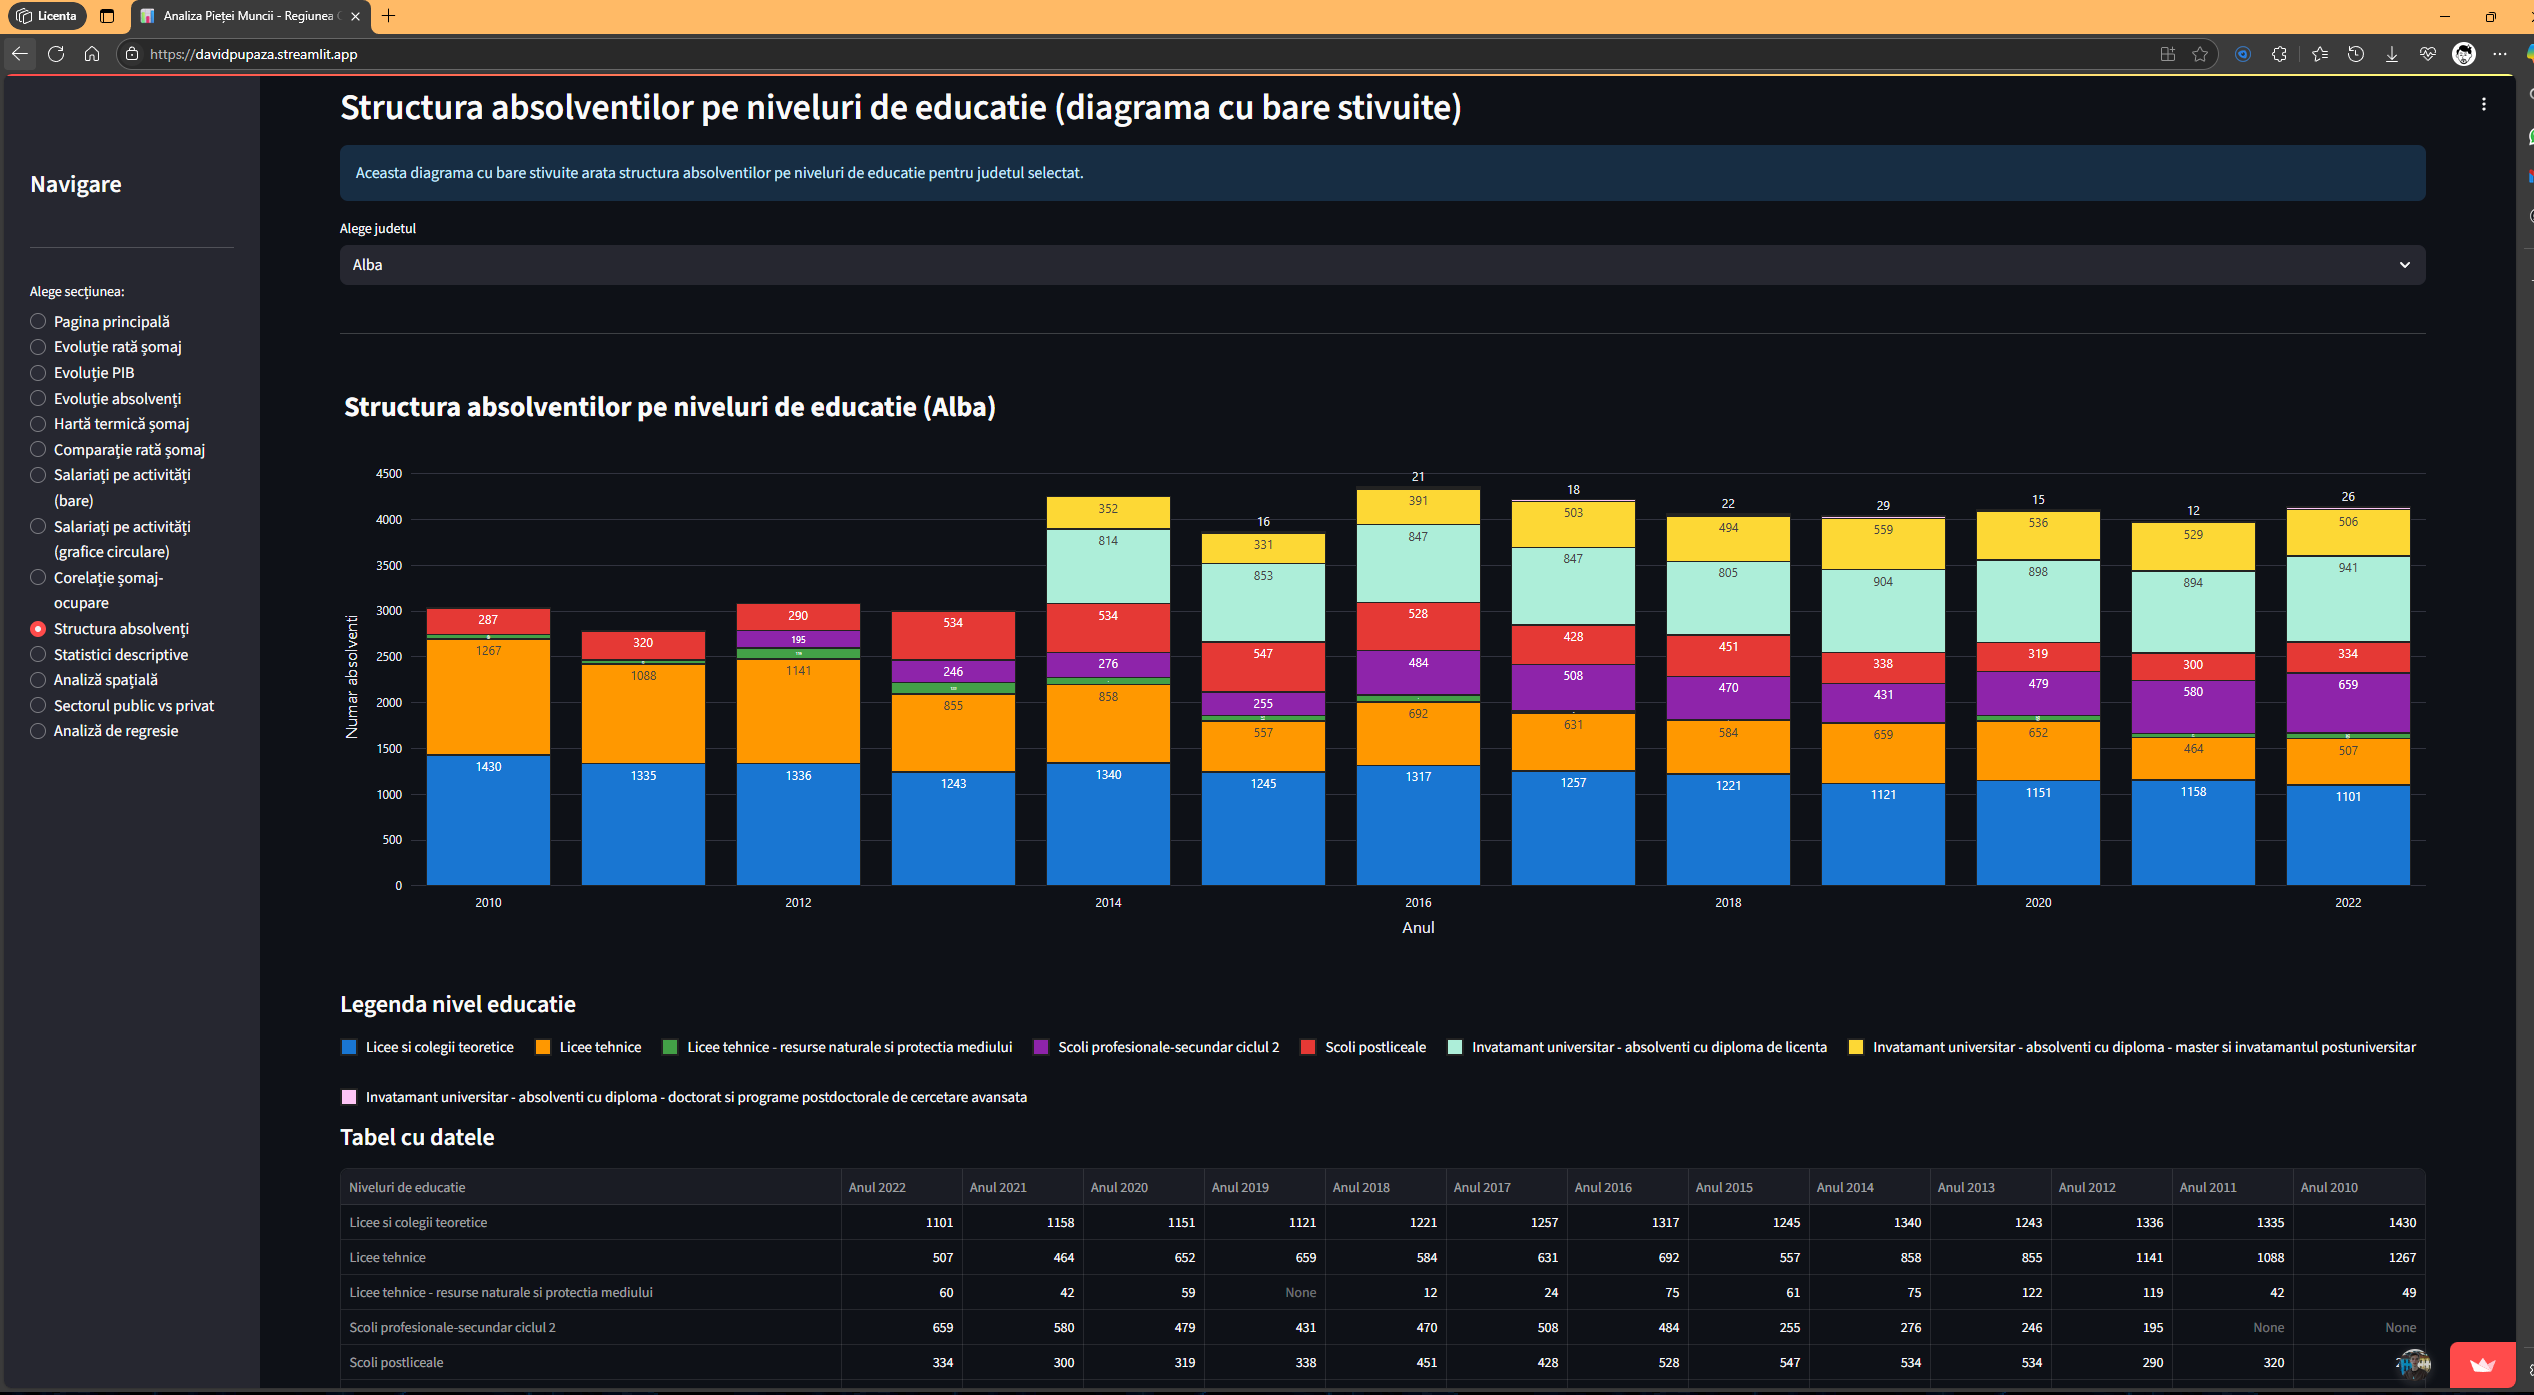 Licenta
Analiza Pieței Muncii - Regiunea
https://davidpupaza.streamlit.app
Navigare
Alege secțiunea:
Pagina principală
Evoluție rată șomaj
Evoluție PIB
Evoluție absolvenți
Hartă termică șomaj
Comparație rată șomaj
Salariați pe activități
(bare)
Salariați pe activități
(grafice circulare)
Corelație șomaj-
ocupare
Structura absolvenți
Statistici descriptive
Analiză spațială
Sectorul public vs privat
Analiză de regresie
Structura absolventilor pe niveluri de educatie (diagrama cu bare stivuite)
Aceasta diagrama cu bare stivuite arata structura absolventilor pe niveluri de educatie pentru judetul selectat.
Alege judetul
Alba
Structura absolventilor pe niveluri de educatie (Alba)
Numar absolventi
4500
4000
3500
3000
2500
2000
1500
1000
500
0
287
1267
1430
320
1088
1335
290
195
1141
1336
534
246
855
1243
352
814
534
276
858
1340
16
331
853
547
255
557
1245
21
391
847
528
484
692
1317
18
503
847
428
508
631
1257
22
494
805
451
470
584
1221
29
559
904
338
431
659
1121
15
536
898
319
479
652
1151
12
529
894
300
580
464
1158
26
506
941
334
659
507
1101
2010 2012 2014 2016 2018 2020 2022
Anul
Legenda nivel educatie
Licee si colegii teoretice Licee tehnice Licee tehnice - resurse naturale si protectia mediului Scoli profesionale-secundar ciclul 2 Scoli postliceale Invatamant universitar - absolventi cu diploma de licenta Invatamant universitar - absolventi cu diploma - master si invatamantul postuniversitar
Invatamant universitar - absolventi cu diploma - doctorat si programe postdoctorale de cercetare avansata
Tabel cu datele
Niveluri de educatie Anul 2022 Anul 2021 Anul 2020 Anul 2019 Anul 2018 Anul 2017 Anul 2016 Anul 2015 Anul 2014 Anul 2013 Anul 2012 Anul 2011 Anul 2010
Licee si colegii teoretice 1101 1158 1151 1121 1221 1257 1317 1245 1340 1243 1336 1335 1430
Licee tehnice 507 464 652 659 584 631 692 557 858 855 1141 1088 1267
Licee tehnice - resurse naturale si protectia mediului 60 42 59 None 12 24 75 61 75 122 119 42 49
Scoli profesionale-secundar ciclul 2 659 580 479 431 470 508 484 255 276 246 195 None None
Scoli postliceale 334 300 319 338 451 428 528 547 534 534 290 320